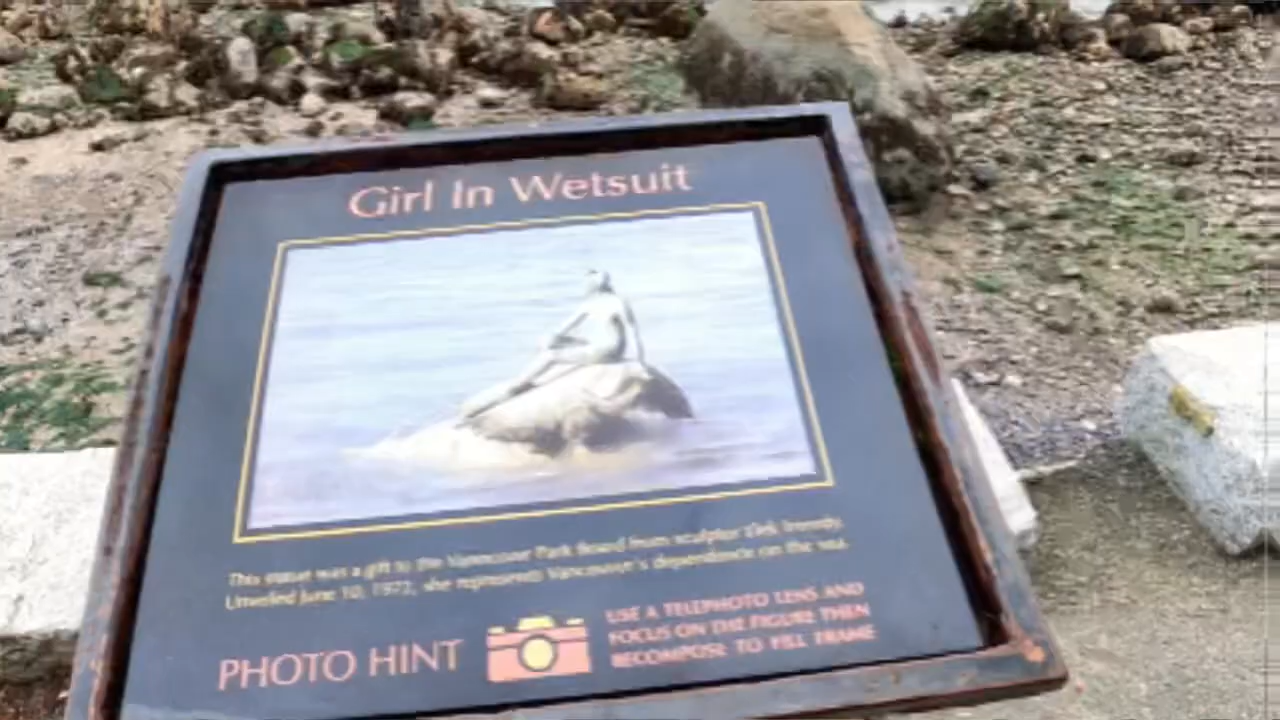 Girl In Wetsuit
This statue was a gift to the Vancouver Park Board from sculptor Elek Imredy.
Unveiled June 10, 1972, she represents Vancouver's dependence on the sea.
PHOTO HINT
USE A TELEPHOTO LENS AND
FOCUS ON THE FIGURE THEN
RECOMPOSE TO FILL FRAME